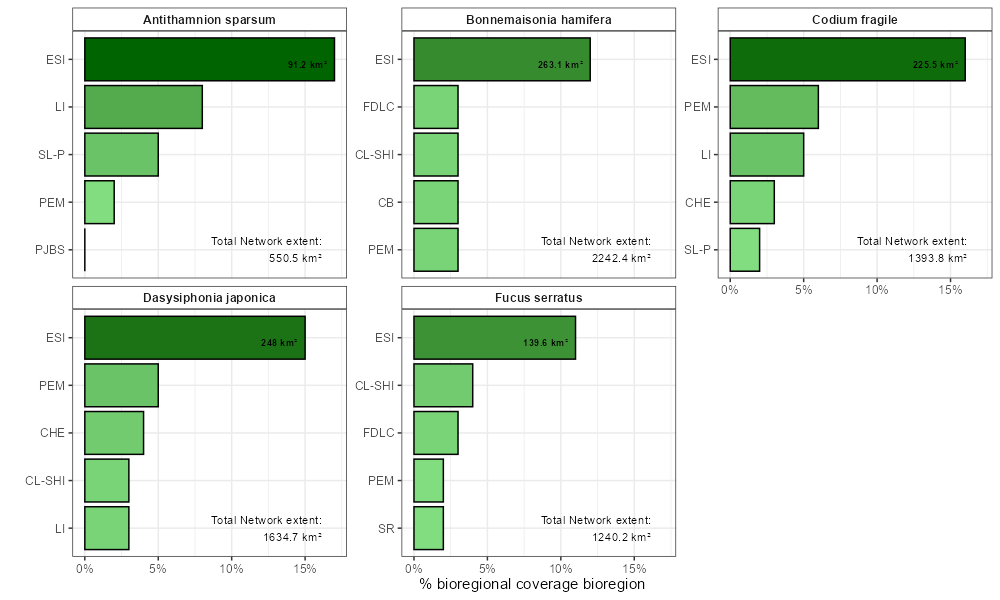 Antithamnion sparsum
ESI
91.2 km²
LI
SL-P
PEM
PJBS
Total Network extent:
550.5 km²
Bonnemaisonia hamifera
ESI
263.1 km²
FDLC
CL-SHI
CB
PEM
Total Network extent:
2242.4 km²
Codium fragile
ESI
225.5 km²
PEM
LI
CHE
SL-P
Total Network extent:
1393.8 km²
0% 5% 10% 15%
Dasysiphonia japonica
ESI
248 km²
PEM
CHE
CL-SHI
LI
Total Network extent:
1634.7 km²
0% 5% 10% 15%
Fucus serratus
ESI
139.6 km²
CL-SHI
FDLC
PEM
SR
Total Network extent:
1240.2 km²
0% 5% 10% 15%
% bioregional coverage bioregion